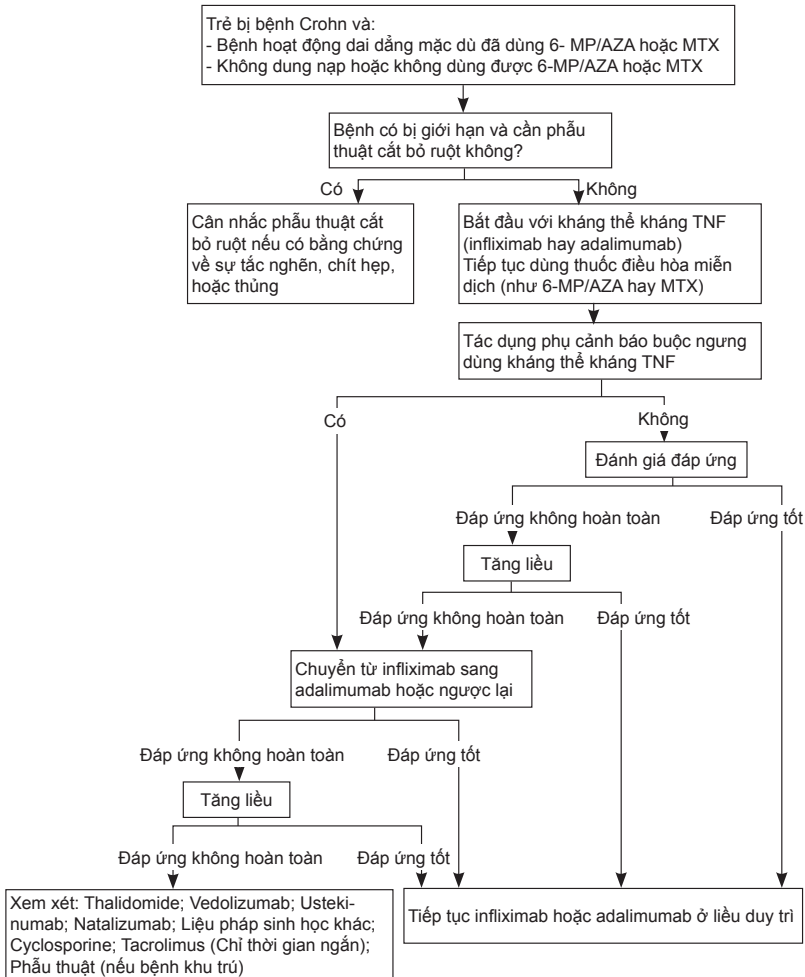 Trẻ bị bệnh Crohn và:
- Bệnh hoạt động dai dẳng mặc dù đã dùng 6- MP/AZA hoặc MTX
- Không dung nạp hoặc không dùng được 6-MP/AZA hoặc MTX
Bệnh có bị giới hạn và cần phẫu
thuật cắt bỏ ruột không?
Có
Không
Cân nhắc phẫu thuật cắt
bỏ ruột nếu có bằng chứng
về sự tắc nghẽn, chít hẹp,
hoặc thủng
Bắt đầu với kháng thể kháng TNF
(infliximab hay adalimumab)
Tiếp tục dùng thuốc điều hòa miễn
dịch (như 6-MP/AZA hay MTX)
Tác dụng phụ cảnh báo buộc ngưng
dùng kháng thể kháng TNF
Có
Không
Đánh giá đáp ứng
Đáp ứng không hoàn toàn
Đáp ứng tốt
Tăng liều
Đáp ứng không hoàn toàn
Đáp ứng tốt
Chuyển từ infliximab sang
adalimumab hoặc ngược lại
Đáp ứng không hoàn toàn
Đáp ứng tốt
Tăng liều
Đáp ứng không hoàn toàn
Đáp ứng tốt
Xem xét: Thalidomide; Vedolizumab; Usteki-
numab; Natalizumab; Liệu pháp sinh học khác;
Cyclosporine; Tacrolimus (Chỉ thời gian ngắn);
Phẫu thuật (nếu bệnh khu trú)
Tiếp tục infliximab hoặc adalimumab ở liều duy trì